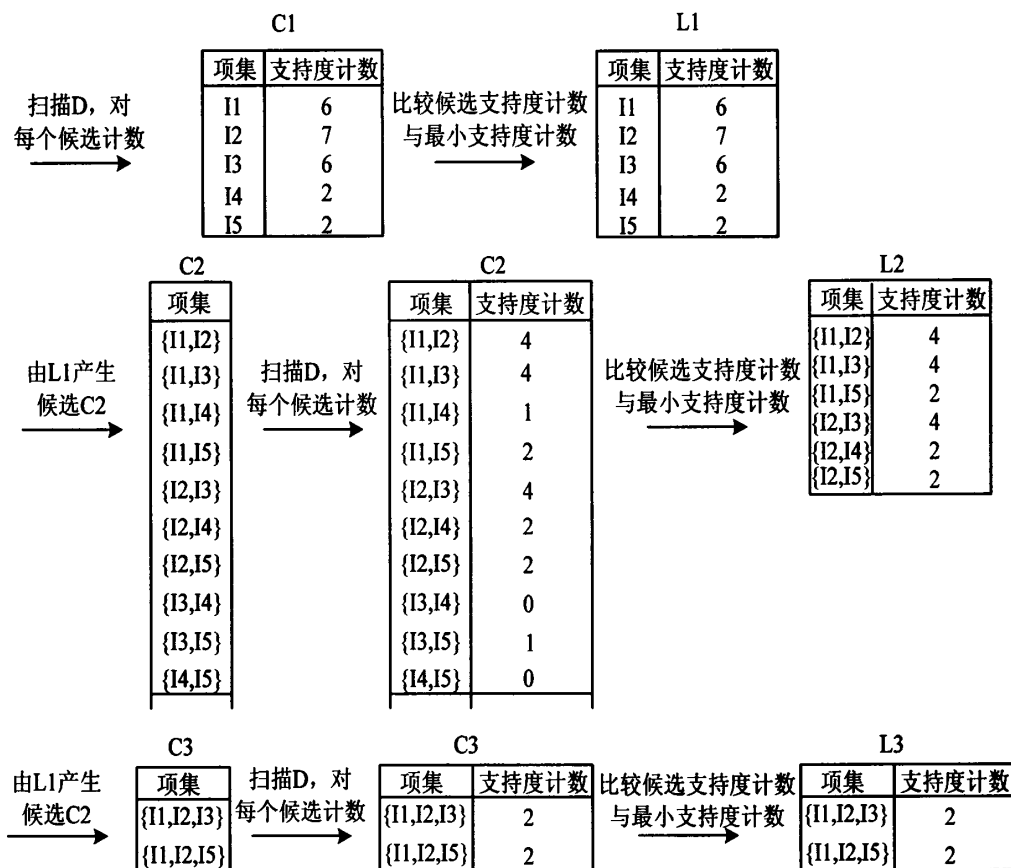 C1
L1
扫描D，对
每个候选计数
项集 支持度计数
I1 6
I2 7
I3 6
I4 2
I5 2
比较候选支持度计数
与最小支持度计数
项集 支持度计数
I1 6
I2 7
I3 6
I4 2
I5 2
C2
C2
L2
由L1产生
候选C2
项集
{I1,I2}
{I1,I3}
{I1,I4}
{I1,I5}
{I2,I3}
{I2,I4}
{I2,I5}
{I3,I4}
{I3,I5}
{I4,I5}
扫描D，对
每个候选计数
项集 支持度计数
{I1,I2} 4
{I1,I3} 4
{I1,I4} 1
{I1,I5} 2
{I2,I3} 4
{I2,I4} 2
{I2,I5} 2
{I3,I4} 0
{I3,I5} 1
{I4,I5} 0
比较候选支持度计数
与最小支持度计数
项集 支持度计数
{I1,I2} 4
{I1,I3} 4
{I1,I5} 2
{I2,I3} 4
{I2,I4} 2
{I2,I5} 2
C3
C3
L3
由L1产生
候选C2
项集
{I1,I2,I3}
{I1,I2,I5}
扫描D，对
每个候选计数
项集 支持度计数
{I1,I2,I3} 2
{I1,I2,I5} 2
比较候选支持度计数
与最小支持度计数
项集 支持度计数
{I1,I2,I3} 2
{I1,I2,I5} 2